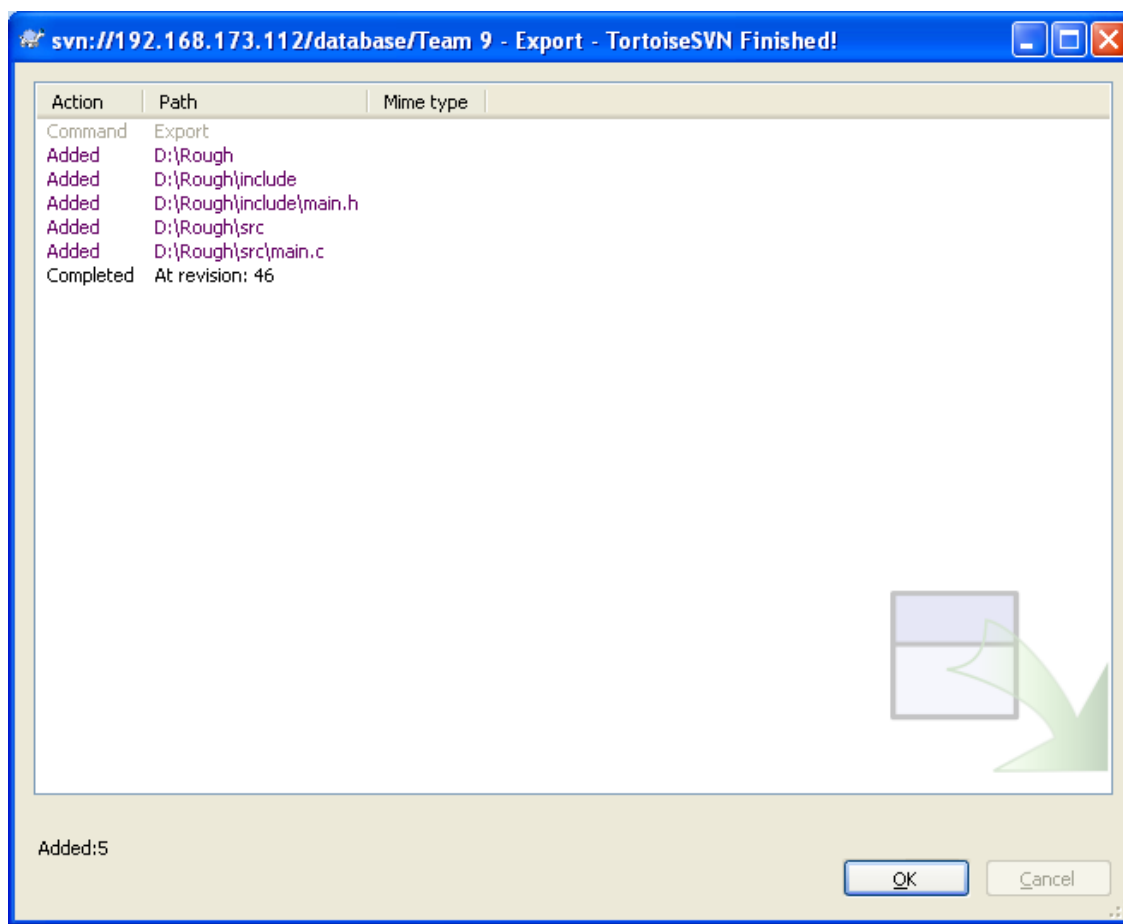 svn://192.168.173.112/database/Team 9 - Export - TortoiseSVN Finished!
Action Path Mime type
Command Export
Added D:\Rough
Added D:\Rough\include
Added D:\Rough\include\main.h
Added D:\Rough\src
Added D:\Rough\src\main.c
Completed At revision: 46
Added:5
OK Cancel